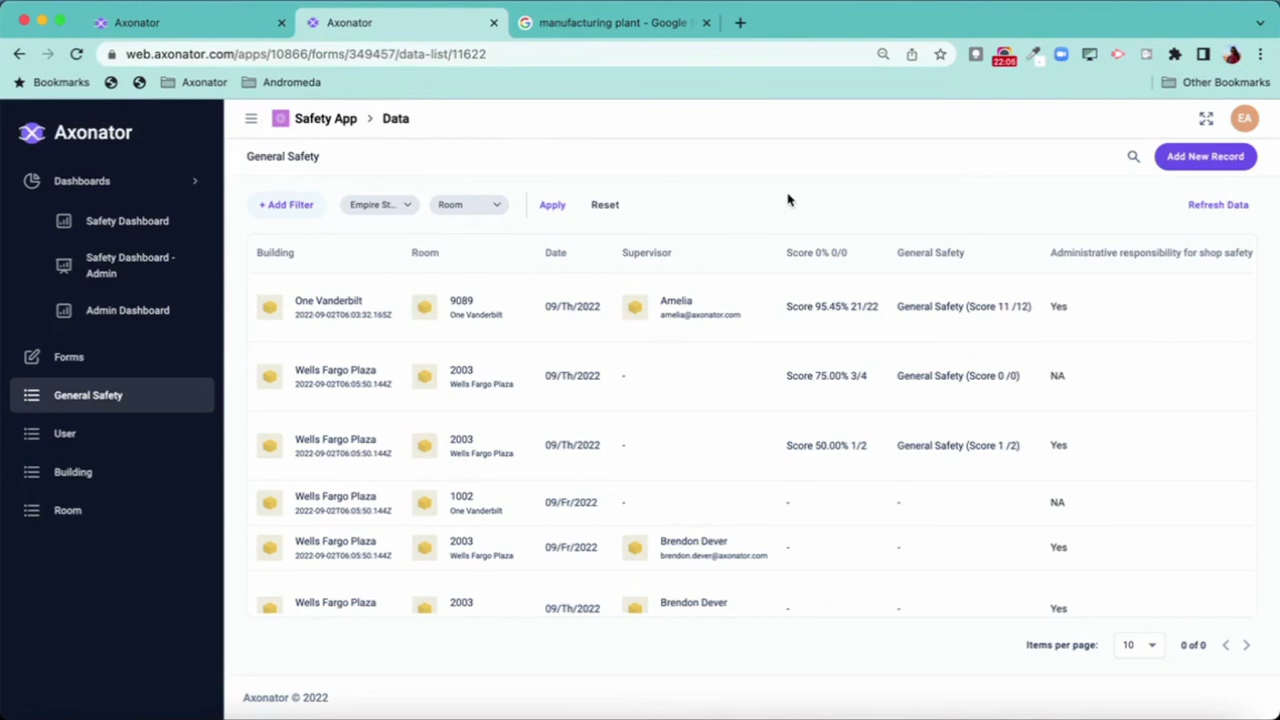 Axonator
Axonator
manufacturing plant - Google
web.axonator.com/apps/10866/forms/349457/data-list/11622
22:05
Bookmarks
Axonator
Andromeda
Other Bookmarks
Axonator
Safety App > Data
EA
Dashboards
Safety Dashboard
Safety Dashboard -
Admin
Admin Dashboard
Forms
General Safety
User
Building
Room
General Safety
Add New Record
+ Add Filter
Empire St...
Room
Apply
Reset
Refresh Data
Building Room Date Supervisor Score 0% 0/0 General Safety Administrative responsibility for shop safety
One Vanderbilt 9089 09/Th/2022 Amelia Score 95.45% 21/22 General Safety (Score 11 /12) Yes
2022-09-02T06:03:32.165Z One Vanderbilt amelia@axonator.com
Wells Fargo Plaza 2003 09/Th/2022 - Score 75.00% 3/4 General Safety (Score 0 /0) NA
2022-09-02T06:05:50.144Z Wells Fargo Plaza
Wells Fargo Plaza 2003 09/Th/2022 - Score 50.00% 1/2 General Safety (Score 1 /2) Yes
2022-09-02T06:05:50.144Z Wells Fargo Plaza
Wells Fargo Plaza 1002 09/Fr/2022 - - - NA
2022-09-02T06:05:50.144Z One Vanderbilt
Wells Fargo Plaza 2003 09/Fr/2022 Brendon Dever - - Yes
2022-09-02T06:05:50.144Z Wells Fargo Plaza brendon.dever@axonator.com
Wells Fargo Plaza 2003 09/Th/2022 Brendon Dever - - Yes
Items per page: 10 0 of 0
Axonator © 2022